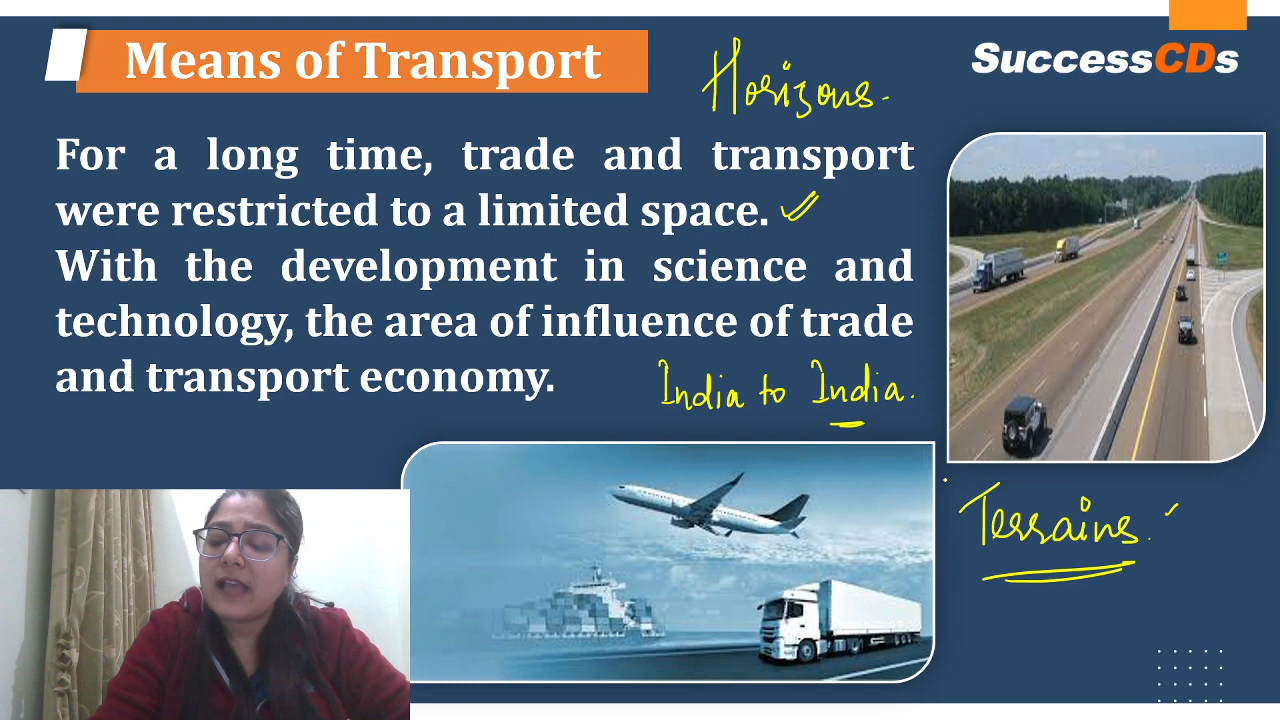 Means of Transport
Horizons.
SuccessCDs
For a long time, trade and transport
were restricted to a limited space.
With the development in science and
technology, the area of influence of trade
and transport economy.
India to India.
Terrains.